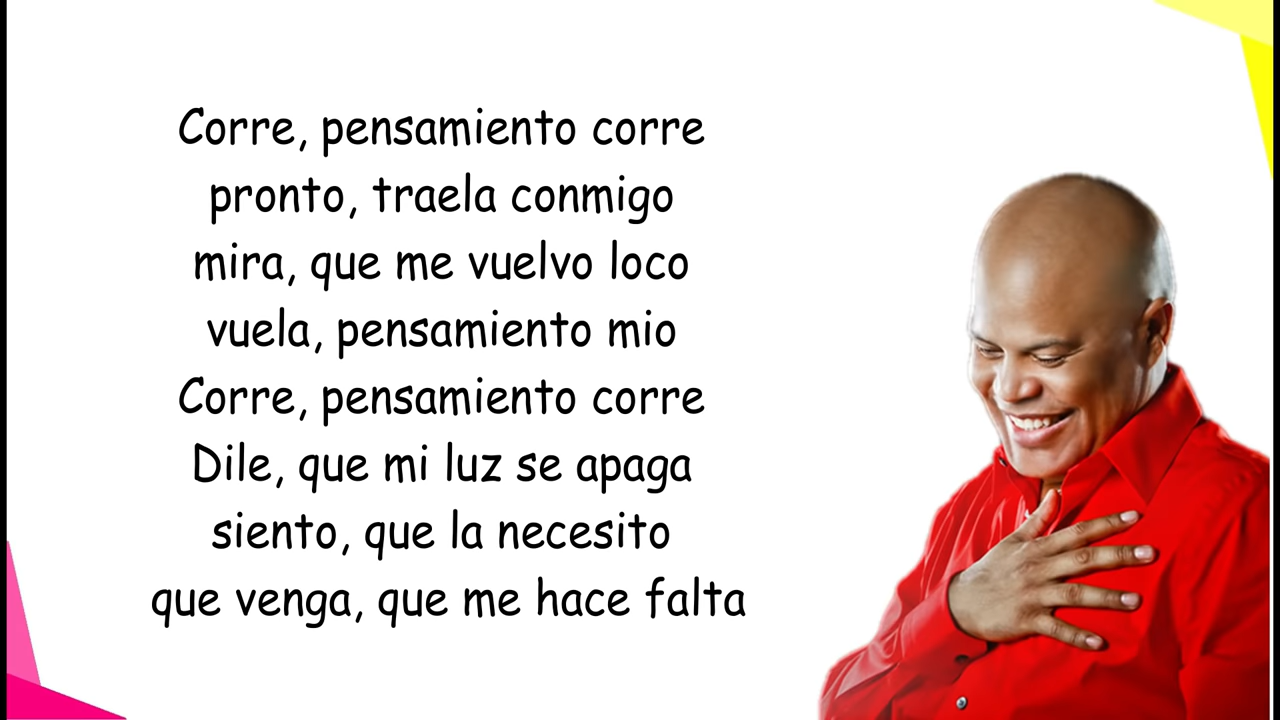 Corre, pensamiento corre
pronto, traela conmigo
mira, que me vuelvo loco
vuela, pensamiento mio
Corre, pensamiento corre
Dile, que mi luz se apaga
siento, que la necesito
que venga, que me hace falta